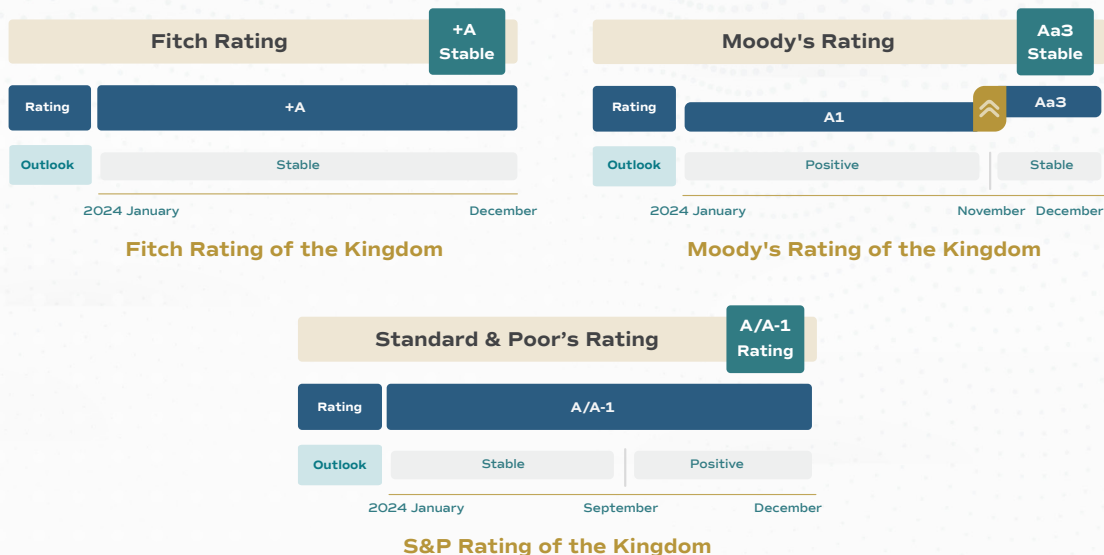 Fitch Rating
+A
Stable
Rating
+A
Outlook
Stable
2024 January
December
Fitch Rating of the Kingdom
Moody's Rating
Aa3
Stable
Rating
A1
Aa3
Outlook
Positive
Stable
2024 January
November
December
Moody's Rating of the Kingdom
Standard & Poor’s Rating
A/A-1
Rating
Rating
A/A-1
Outlook
Stable
Positive
2024 January
September
December
S&P Rating of the Kingdom